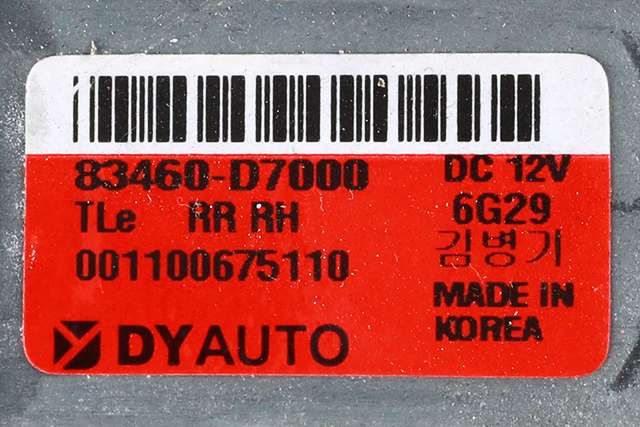 83460-D7000
DC 12V
TLe RR RH
6G29
001100675110
김병기
MADE IN
KOREA
DYAUTO